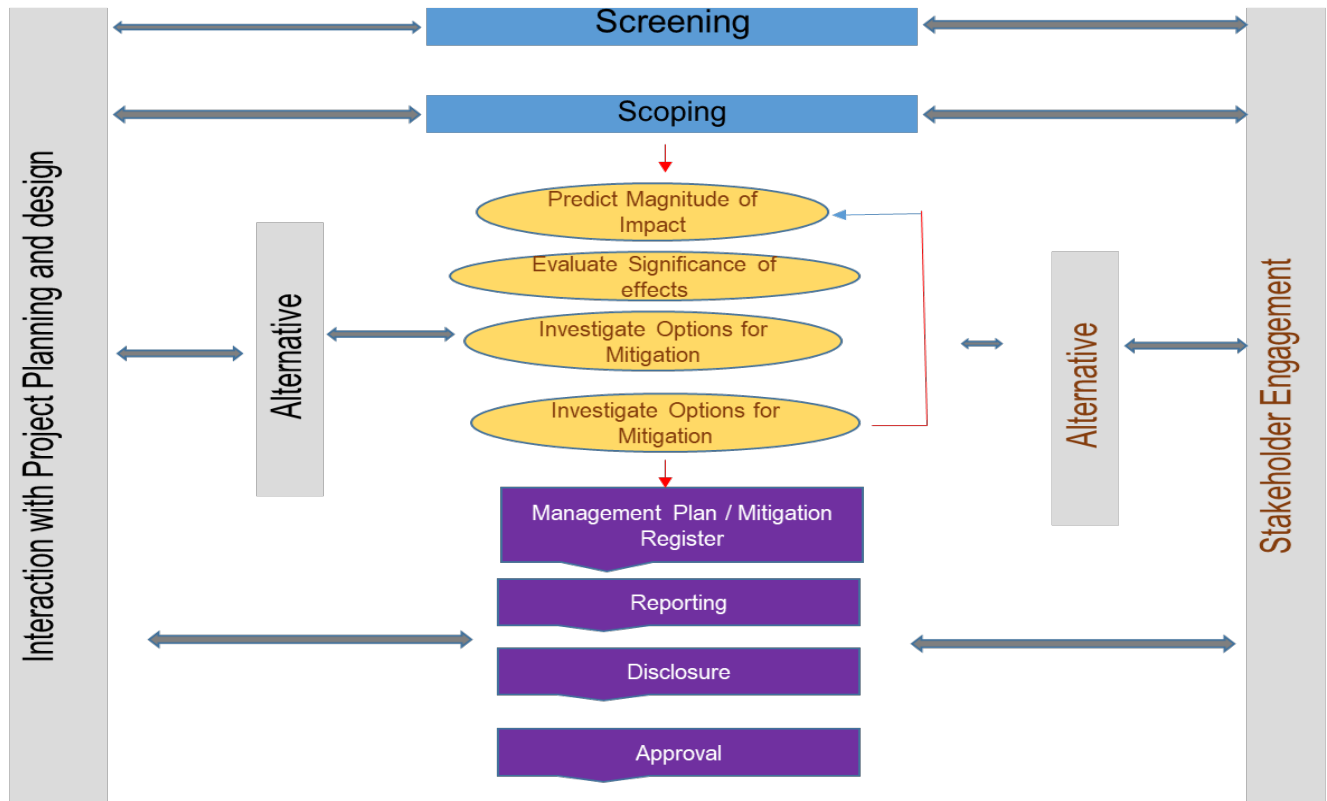 Screening
Scoping
Interaction with Project Planning and design
Alternative
Predict Magnitude of
Impact
Evaluate Significance of
effects
Investigate Options for
Mitigation
Investigate Options for
Mitigation
Alternative
Stakeholder Engagement
Management Plan / Mitigation
Register
Reporting
Disclosure
Approval